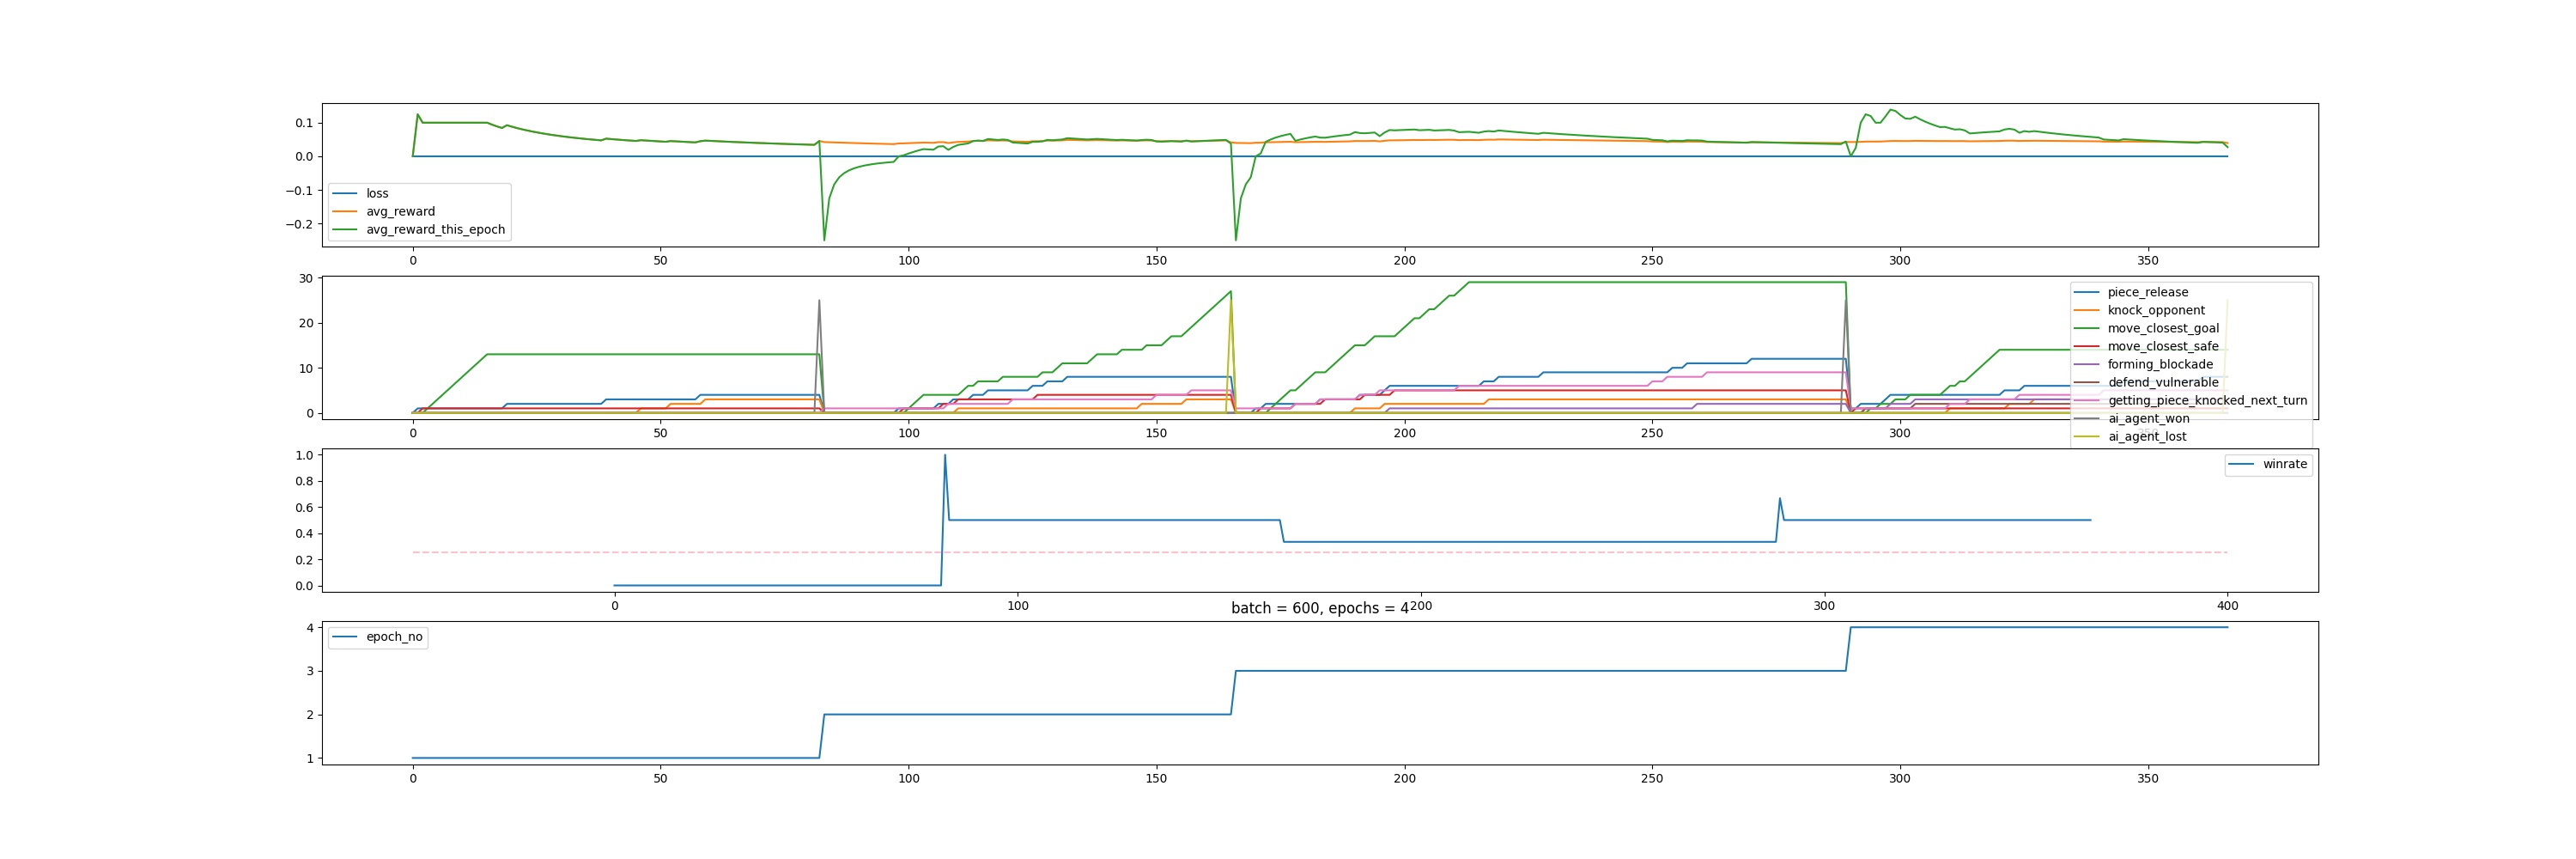 0.1
0.0
−0.1
−0.2
loss
avg_reward
avg_reward_this_epoch
0 50 100 150 200 250 300 350
30
20
10
0
piece_release
knock_opponent
move_closest_goal
move_closest_safe
forming_blockade
defend_vulnerable
getting_piece_knocked_next_turn
ai_agent_won
ai_agent_lost
0 50 100 150 200 250 300 350
1.0
0.8
0.6
0.4
0.2
0.0
winrate
0 100 200 300 400
batch = 600, epochs = 4
4
3
2
1
epoch_no
0 50 100 150 200 250 300 350